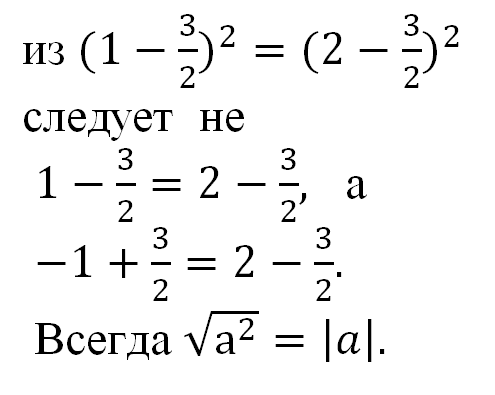 из (1 − 3/2)² = (2 − 3/2)²
следует не
1 − 3/2 = 2 − 3/2, а
−1 + 3/2 = 2 − 3/2.
Всегда √a² = |a|.